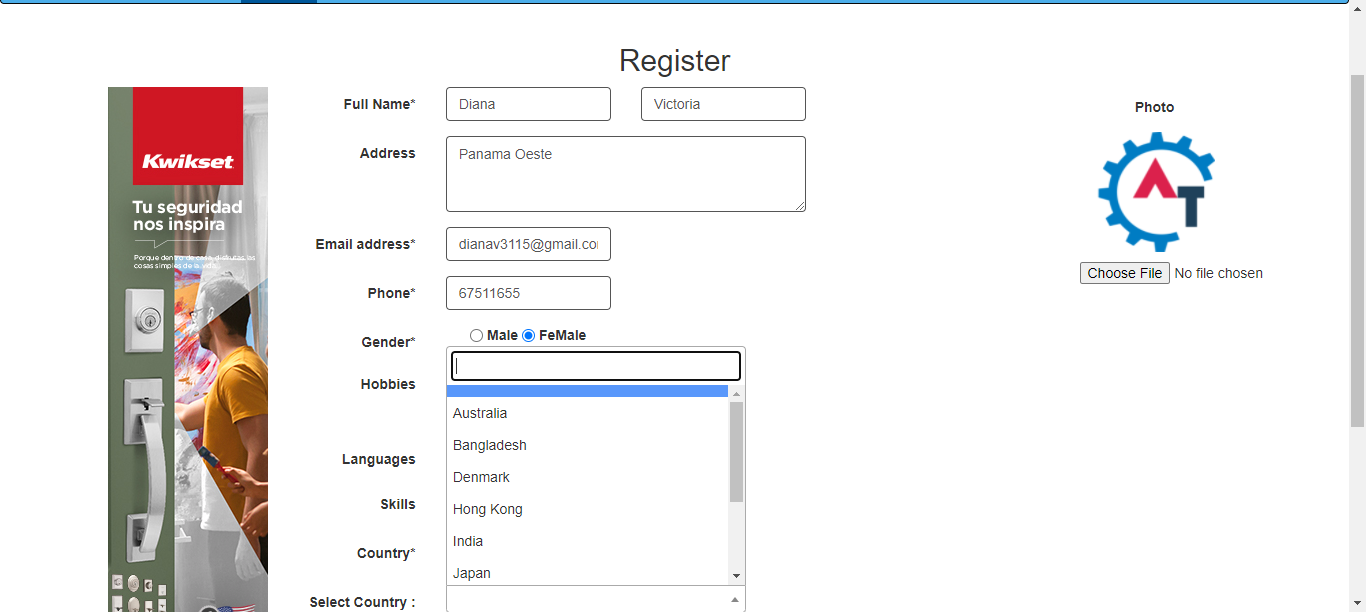 Register
Kwikset
Tu seguridad
nos inspira
Porque dentro de casa, disfrutas las
cosas simples de la vida.
Full Name*
Diana
Victoria
Address
Panama Oeste
Email address*
dianav3115@gmail.co
Phone*
67511655
Gender*
Male FeMale
Hobbies
Languages
Skills
Country*
Select Country :
Australia
Bangladesh
Denmark
Hong Kong
India
Japan
Photo
AT
Choose File No file chosen